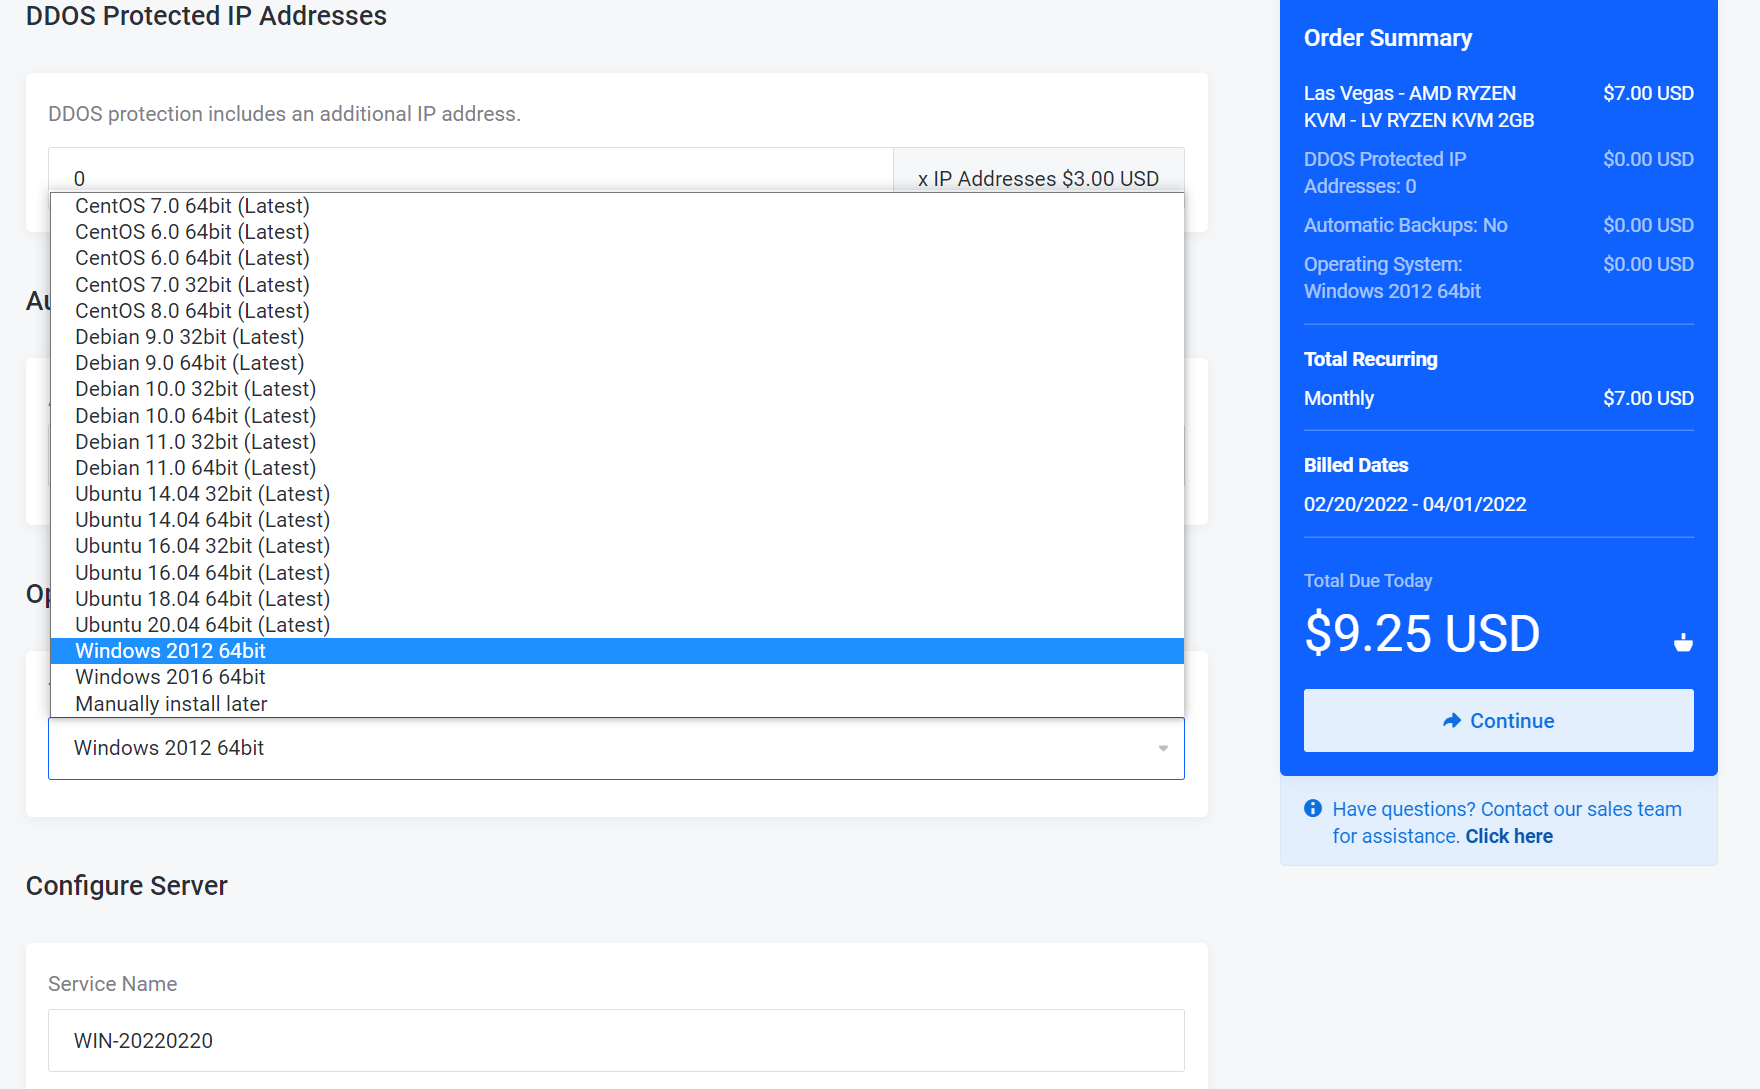 DDOS Protected IP Addresses
DDOS protection includes an additional IP address.
0
x IP Addresses $3.00 USD
CentOS 7.0 64bit (Latest)
CentOS 6.0 64bit (Latest)
CentOS 6.0 64bit (Latest)
CentOS 7.0 32bit (Latest)
CentOS 8.0 64bit (Latest)
Debian 9.0 32bit (Latest)
Debian 9.0 64bit (Latest)
Debian 10.0 32bit (Latest)
Debian 10.0 64bit (Latest)
Debian 11.0 32bit (Latest)
Debian 11.0 64bit (Latest)
Ubuntu 14.04 32bit (Latest)
Ubuntu 14.04 64bit (Latest)
Ubuntu 16.04 32bit (Latest)
Ubuntu 16.04 64bit (Latest)
Ubuntu 18.04 64bit (Latest)
Ubuntu 20.04 64bit (Latest)
Windows 2012 64bit
Windows 2016 64bit
Manually install later
Windows 2012 64bit
Configure Server
Service Name
WIN-20220220
Order Summary
Las Vegas - AMD RYZEN $7.00 USD
KVM - LV RYZEN KVM 2GB
DDOS Protected IP $0.00 USD
Addresses: 0
Automatic Backups: No $0.00 USD
Operating System: $0.00 USD
Windows 2012 64bit
Total Recurring
Monthly $7.00 USD
Billed Dates
02/20/2022 - 04/01/2022
Total Due Today
$9.25 USD
Continue
Have questions? Contact our sales team
for assistance. Click here